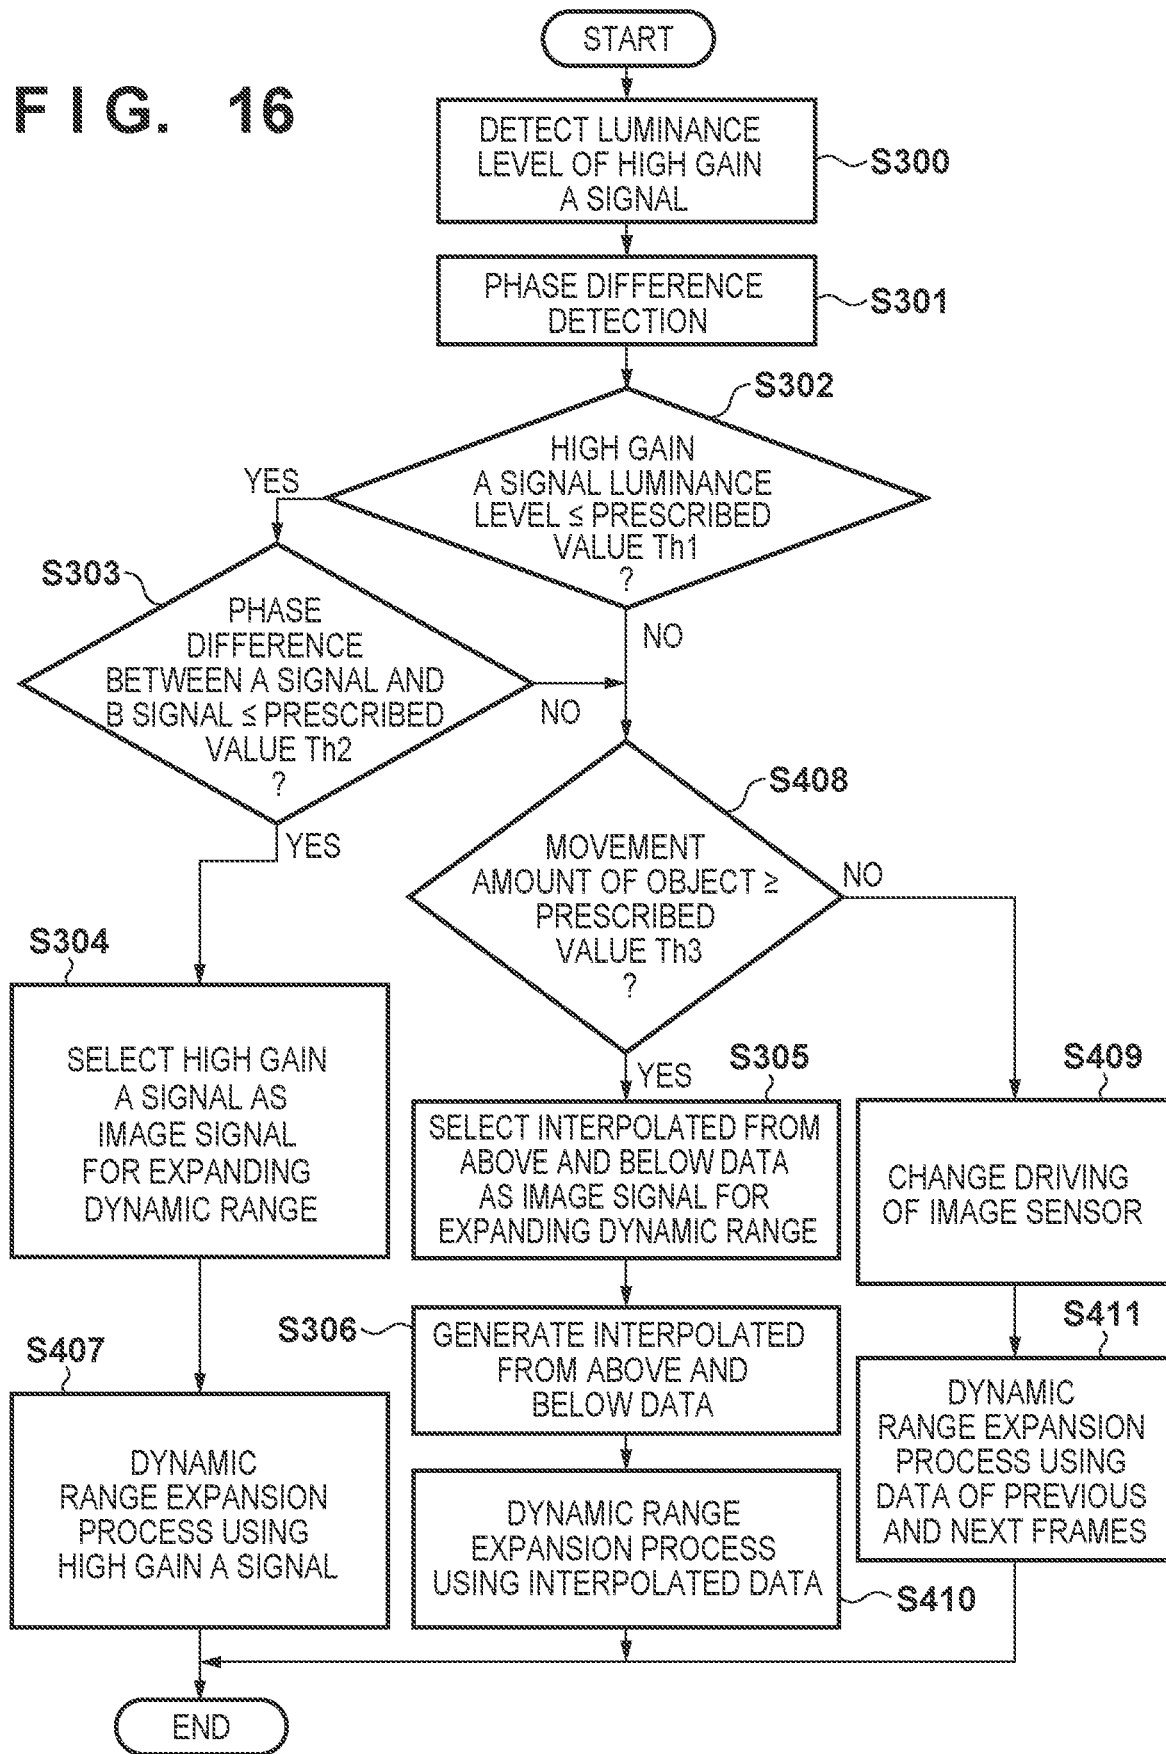 START
FIG. 16
DETECT LUMINANCE
LEVEL OF HIGH GAIN
A SIGNAL
S300
PHASE DIFFERENCE
DETECTION
S301
S302
HIGH GAIN
A SIGNAL LUMINANCE
LEVEL ≤ PRESCRIBED
VALUE Th1
?
YES
NO
S303
PHASE
DIFFERENCE
BETWEEN A SIGNAL AND
B SIGNAL ≤ PRESCRIBED
VALUE Th2
?
NO
YES
S408
MOVEMENT
AMOUNT OF OBJECT ≥
PRESCRIBED
VALUE Th3
?
NO
YES
S304
SELECT HIGH GAIN
A SIGNAL AS
IMAGE SIGNAL
FOR EXPANDING
DYNAMIC RANGE
S305
SELECT INTERPOLATED FROM
ABOVE AND BELOW DATA
AS IMAGE SIGNAL FOR
EXPANDING DYNAMIC RANGE
S409
CHANGE DRIVING
OF IMAGE SENSOR
S306
GENERATE INTERPOLATED
FROM ABOVE AND
BELOW DATA
S411
DYNAMIC
RANGE EXPANSION
PROCESS USING
DATA OF PREVIOUS
AND NEXT FRAMES
S407
DYNAMIC
RANGE EXPANSION
PROCESS USING
HIGH GAIN A SIGNAL
DYNAMIC RANGE
EXPANSION PROCESS
USING INTERPOLATED DATA
S410
END